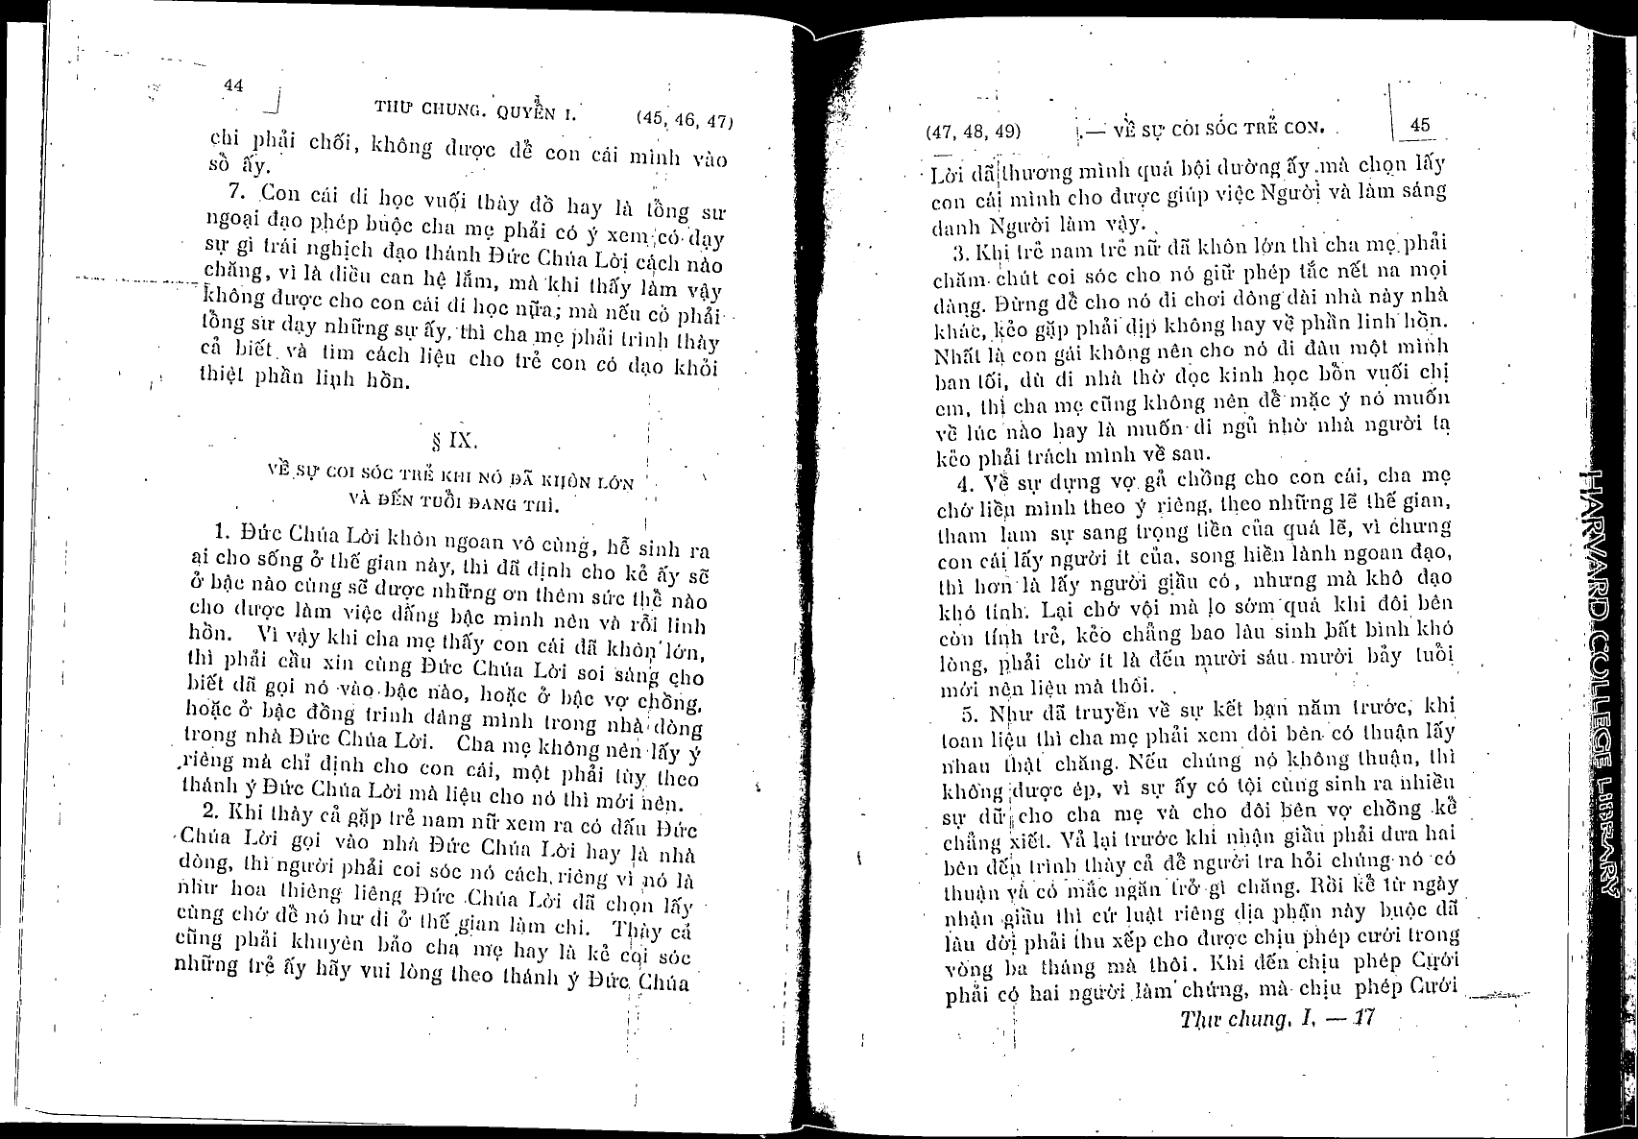 44
THƯ CHUNG. QUYỂN I.
(45, 46, 47)
chi phải chối, không được để con cái mình vào
sổ ấy.
7. Con cái đi học vuối thày đồ hay là tổng sư
ngoại đạo phép buộc cha mẹ phải có ý xem có dạy
sự gì trái nghịch đạo thánh Đức Chúa Lời cách nào
chăng, vì là điều can hệ lắm, mà khi thấy làm vậy
không được cho con cái đi học nữa; mà nếu có phải
tổng sư dạy những sự ấy, thì cha mẹ phải trình thày
cả biết và tìm cách liệu cho trẻ con có đạo khỏi
thiệt phần linh hồn.
§ IX.
VỀ SỰ COI SÓC TRẺ KHI NÓ ĐÃ KHÔN LỚN
VÀ ĐẾN TUỔI ĐANG THÌ.
1. Đức Chúa Lời khôn ngoan vô cùng, hễ sinh ra
ai cho sống ở thế gian này, thì đã định cho kẻ ấy sẽ
ở bậc nào cùng sẽ được những ơn thêm sức thể nào
cho được làm việc đấng bậc mình nên và rỗi linh
hồn. Vì vậy khi cha mẹ thấy con cái đã khôn lớn,
thì phải cầu xin cùng Đức Chúa Lời soi sáng cho
biết đã gọi nó vào bậc nào, hoặc ở bậc vợ chồng,
hoặc ở bậc đồng trinh dâng mình trong nhà dòng
trong nhà Đức Chúa Lời. Cha mẹ không nên lấy ý
riêng mà chỉ định cho con cái, một phải tùy theo
thánh ý Đức Chúa Lời mà liệu cho nó thì mới nên.
2. Khi thày cả gặp trẻ nam nữ xem ra có dấu Đức
Chúa Lời gọi vào nhà Đức Chúa Lời hay là nhà
dòng, thì người phải coi sóc nó cách riêng vì nó là
như hoa thiêng liêng Đức Chúa Lời đã chọn lấy
cùng chớ để nó hư đi ở thế gian làm chi. Thày cả
cũng phải khuyên bảo cha mẹ hay là kẻ coi sóc
những trẻ ấy hãy vui lòng theo thánh ý Đức Chúa
(47, 48, 49)
I.— VỀ SỰ COI SÓC TRẺ CON.
45
Lời đã thương mình quá bội dường ấy mà chọn lấy
con cái mình cho được giúp việc Người và làm sáng
danh Người làm vậy.
3. Khi trẻ nam trẻ nữ đã khôn lớn thì cha mẹ phải
chăm chút coi sóc cho nó giữ phép tắc nết na mọi
dàng. Đừng để cho nó đi chơi dông dài nhà này nhà
khác, kẻo gặp phải dịp không hay về phần linh hồn.
Nhất là con gái không nên cho nó đi đâu một mình
ban tối, dù đi nhà thờ đọc kinh học bổn vuối chị
em, thì cha mẹ cũng không nên để mặc ý nó muốn
về lúc nào hay là muốn đi ngủ nhờ nhà người ta
kẻo phải trách mình về sau.
4. Về sự dựng vợ gả chồng cho con cái, cha mẹ
chớ liệu mình theo ý riêng, theo những lẽ thế gian,
tham lam sự sang trọng tiền của quá lẽ, vì chưng
con cái lấy người ít của, song hiền lành ngoan đạo,
thì hơn là lấy người giầu có, nhưng mà khô đạo
khó tính. Lại chớ vội mà lo sớm quá khi đôi bên
còn tính trẻ, kẻo chẳng bao lâu sinh bất bình khó
lòng, phải chờ ít là đến mười sáu mười bảy tuổi
mới nên liệu mà thôi.
5. Như đã truyền về sự kết bạn năm trước, khi
toan liệu thì cha mẹ phải xem đôi bên có thuận lấy
nhau thật chăng. Nếu chúng nó không thuận, thì
không được ép, vì sự ấy có tội cùng sinh ra nhiều
sự dữ cho cha mẹ và cho đôi bên vợ chồng kể
chẳng xiết. Vả lại trước khi nhận giầu phải đưa hai
bên đến trình thày cả để người tra hỏi chúng nó có
thuận và có mắc ngăn trở gì chăng. Rồi kể từ ngày
nhận giầu thì cứ luật riêng địa phận này buộc đã
lâu đời phải thu xếp cho được chịu phép cưới trong
vòng ba tháng mà thôi. Khi đến chịu phép Cưới
phải có hai người làm chứng, mà chịu phép Cưới
Thư chung. I. — 17
HARVARD COLLEGE LIBRARY